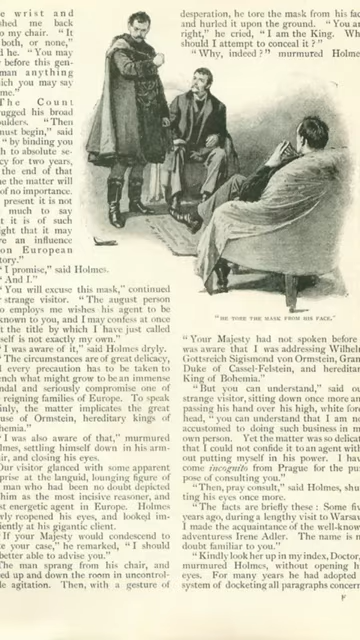 e wrist and
shed me back
o my chair. "It
both, or none,"
d he. "You may
before this gen-
man anything
ich you may say
me."
The Count
rugged his broad
oulders. "Then
must begin," said
"by binding you
h to absolute se-
cy for two years,
the end of that
e the matter will
of no importance.
present it is not
much to say
t it is of such
ight that it may
ve an influence
on European
tory."
"I promise," said Holmes.
"And I."
"You will excuse this mask," continued
strange visitor. "The august person
o employs me wishes his agent to be
known to you, and I may confess at once
t the title by which I have just called
self is not exactly my own."
"I was aware of it," said Holmes dryly.
"The circumstances are of great delicacy,
d every precaution has to be taken to
ench what might grow to be an immense
ndal and seriously compromise one of
reigning families of Europe. To speak
inly, the matter implicates the great
use of Ormstein, hereditary kings of
hemia."
"I was also aware of that," murmured
lmes, settling himself down in his arm-
air, and closing his eyes.
Our visitor glanced with some apparent
prise at the languid, lounging figure of
man who had been no doubt depicted
him as the most incisive reasoner, and
st energetic agent in Europe. Holmes
wly reopened his eyes, and looked im-
iently at his gigantic client.
"If your Majesty would condescend to
te your case," he remarked, "I should
better able to advise you."
The man sprang from his chair, and
ed up and down the room in uncontrol-
le agitation. Then, with a gesture of
desperation, he tore the mask from his fac
and hurled it upon the ground. "You a
right," he cried, "I am the King. Wh
should I attempt to conceal it?"
"Why, indeed?" murmured Holme
"HE TORE THE MASK FROM HIS FACE."
"Your Majesty had not spoken before
was aware that I was addressing Wilhel
Gottsreich Sigismond von Ormstein, Gran
Duke of Cassel-Felstein, and hereditar
King of Bohemia."
"But you can understand," said ou
strange visitor, sitting down once more an
passing his hand over his high, white fore
head, "you can understand that I am no
accustomed to doing such business in m
own person. Yet the matter was so delicat
that I could not confide it to an agent with
out putting myself in his power. I hav
come incognito from Prague for the pu
pose of consulting you."
"Then, pray consult," said Holmes, shu
ting his eyes once more.
"The facts are briefly these: Some fiv
years ago, during a lengthy visit to Warsa
I made the acquaintance of the well-know
adventuress Irene Adler. The name is n
doubt familiar to you."
"Kindly look her up in my index, Doctor,
murmured Holmes, without opening h
eyes. For many years he had adopted
system of docketing all paragraphs concern
F